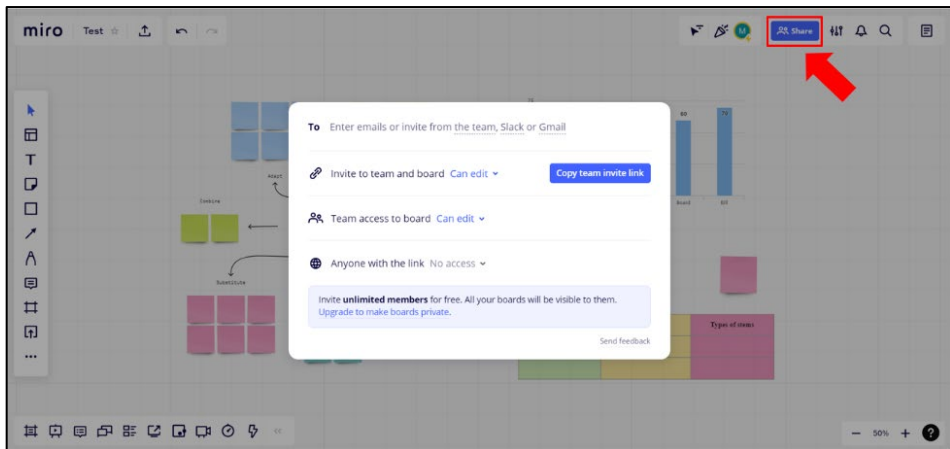 miro Test
Share
To Enter emails or invite from the team, Slack or Gmail
Invite to team and board Can edit
Copy team invite link
Team access to board Can edit
Anyone with the link No access
Invite unlimited members for free. All your boards will be visible to them.
Upgrade to make boards private.
Send feedback
Adapt
Combine
Substitute
Types of items
50%